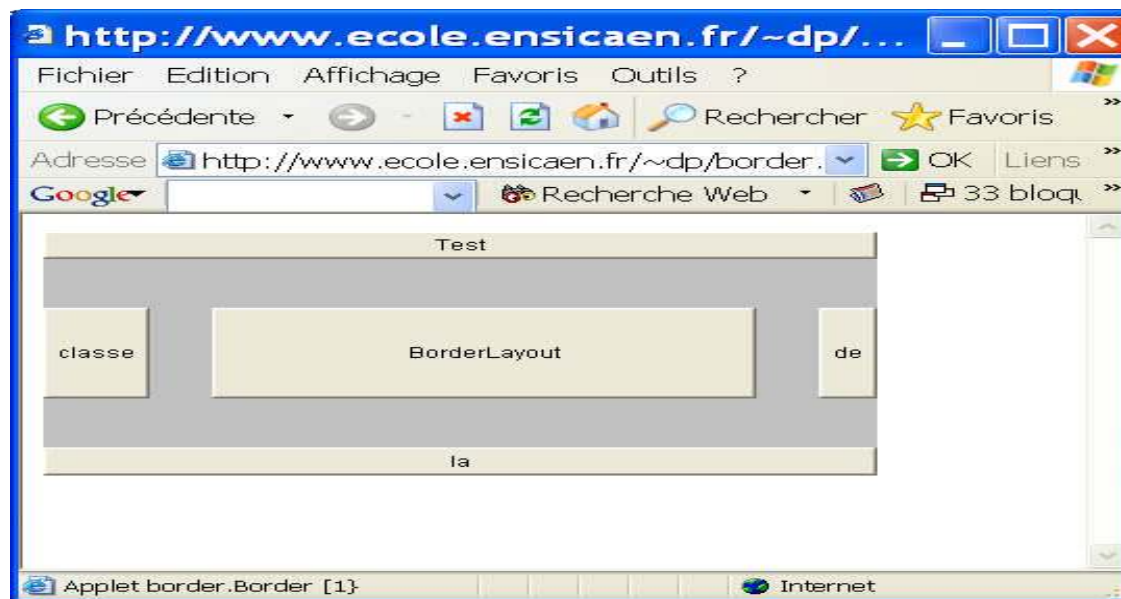 http://www.ecole.ensicaen.fr/~dp/...
Fichier Edition Affichage Favoris Outils ?
Précédente Rechercher Favoris »
Adresse http://www.ecole.ensicaen.fr/~dp/border. OK Liens »
Google Recherche Web 33 bloqu »
Test
classe BorderLayout de
la
Applet border.Border [1} Internet